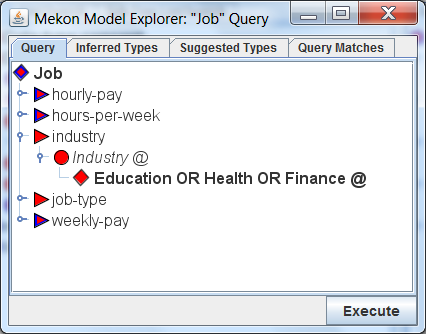 Mekon Model Explorer: "Job" Query
Query Inferred Types Suggested Types Query Matches
Job
hourly-pay
hours-per-week
industry
Industry @
Education OR Health OR Finance @
job-type
weekly-pay
Execute